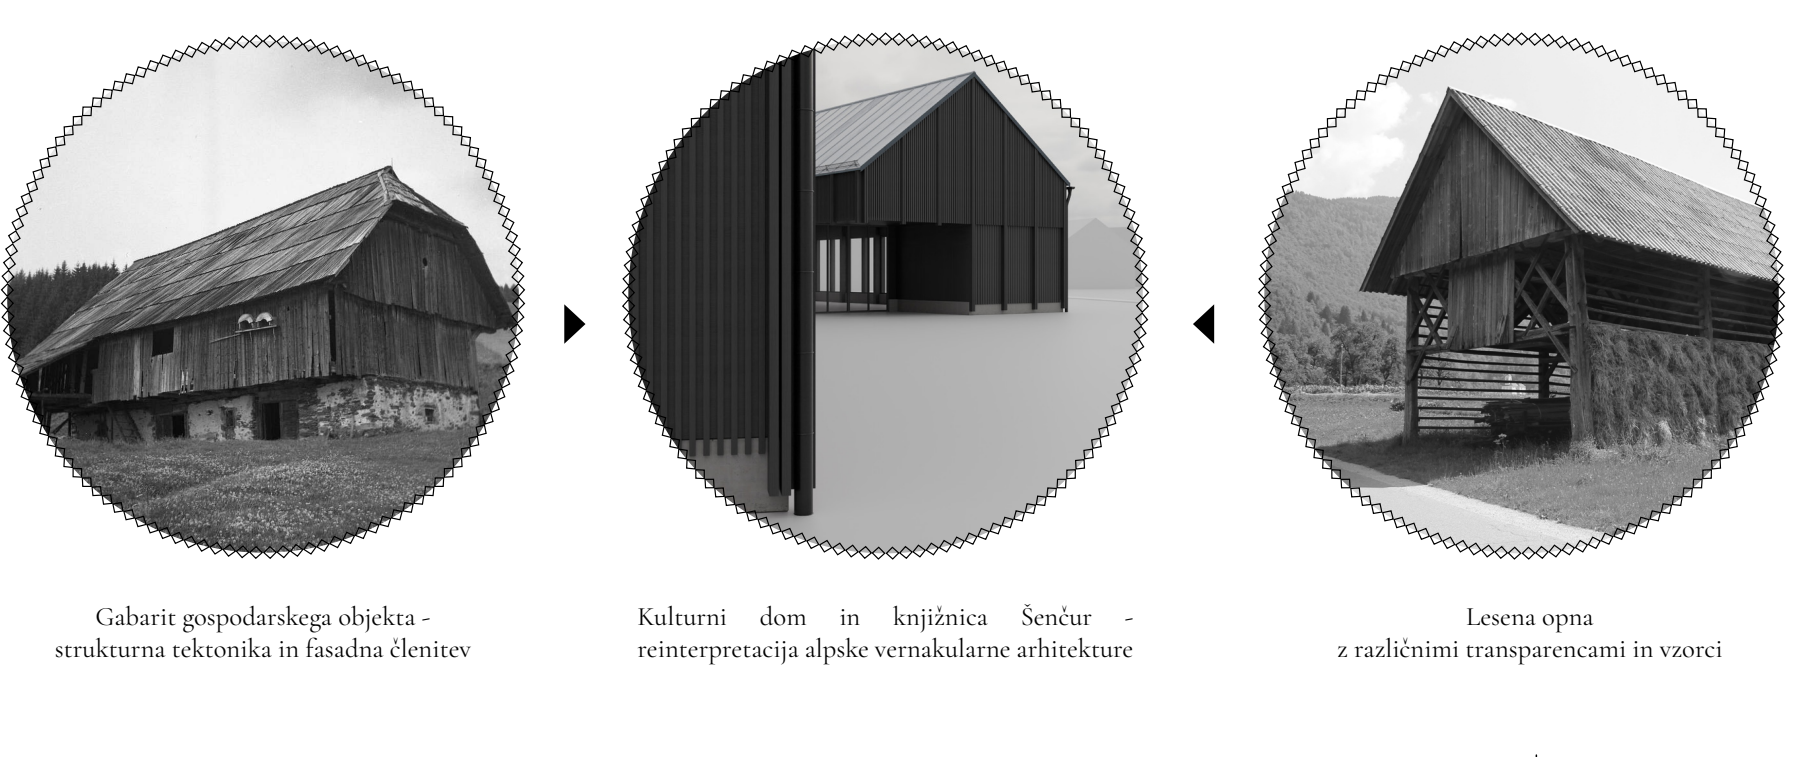 Gabarit gospodarskega objekta -
strukturna tektonika in fasadna členitev
Kulturni dom in knjižnica Šenčur -
reinterpretacija alpske vernakularne arhitekture
Lesena opna
z različnimi transparencami in vzorci